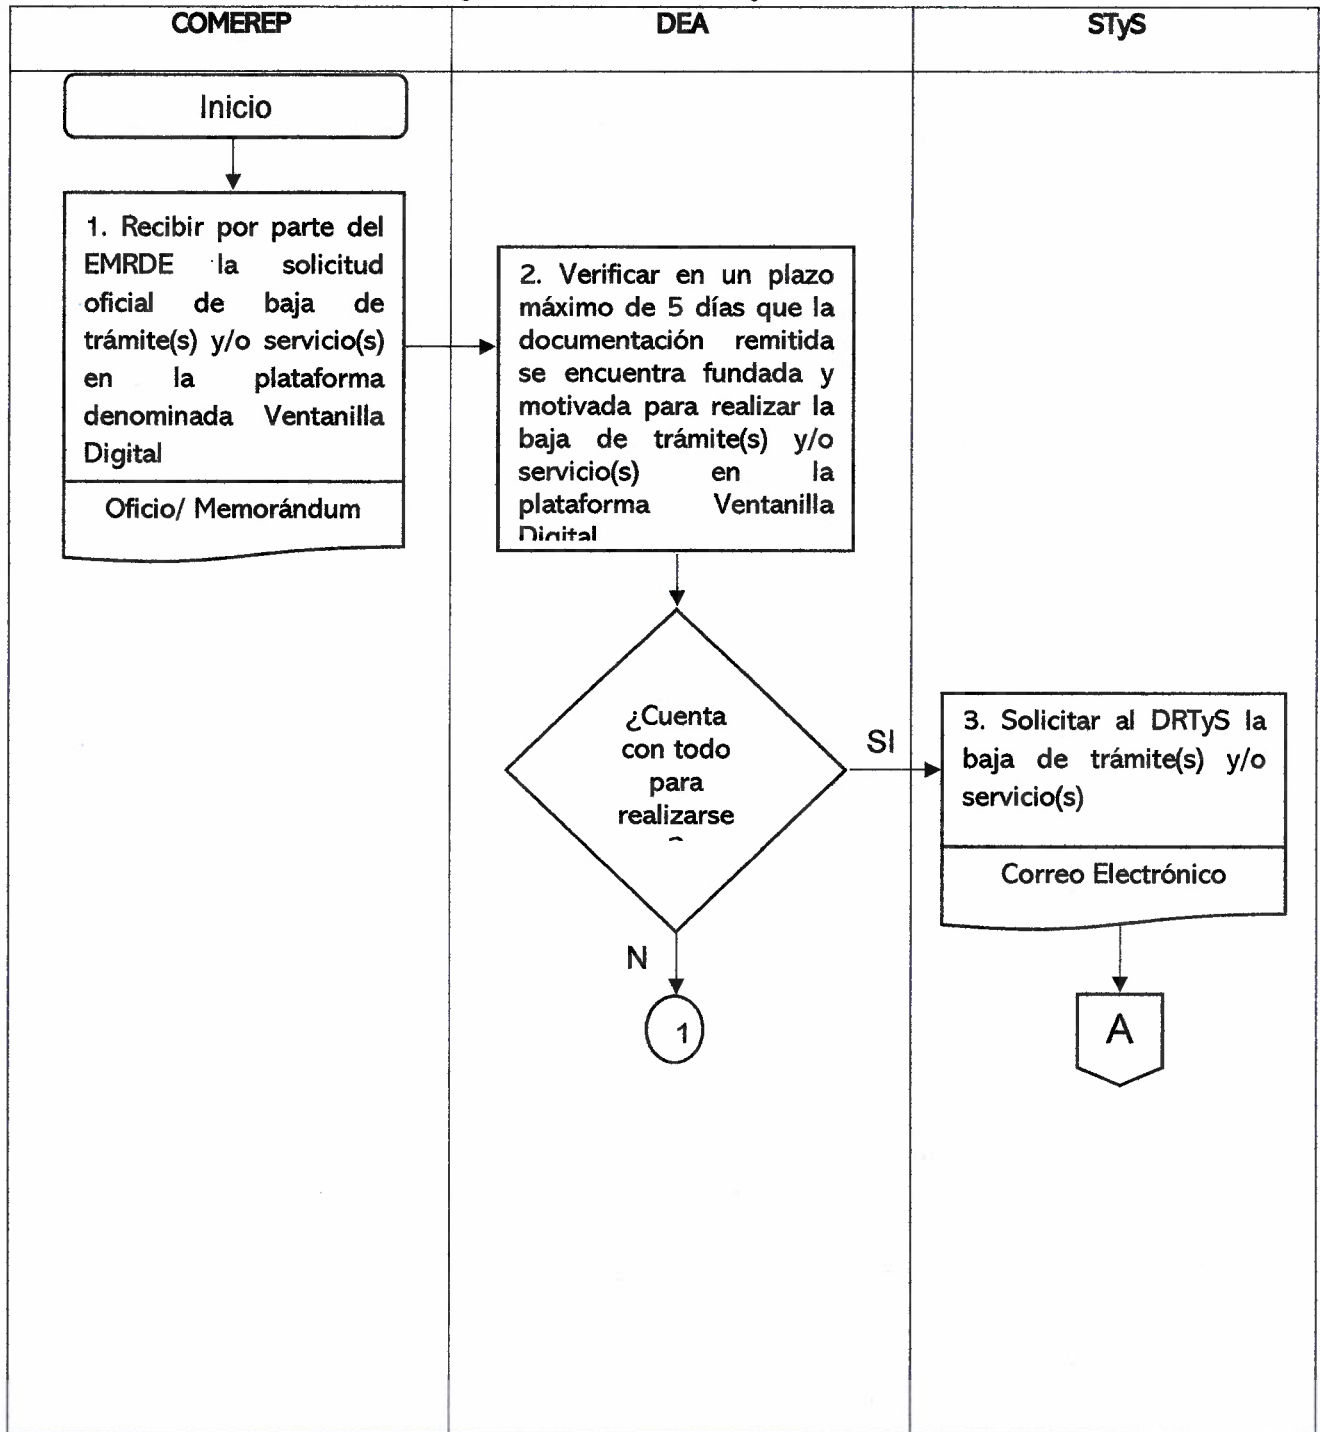 COMEREP
DEA
STyS
Inicio
1. Recibir por parte del
EMRDE la solicitud
oficial de baja de
trámite(s) y/o servicio(s)
en la plataforma
denominada Ventanilla
Digital
Oficio/ Memorándum
2. Verificar en un plazo
máximo de 5 días que la
documentación remitida
se encuentra fundada y
motivada para realizar la
baja de trámite(s) y/o
servicio(s) en la
plataforma Ventanilla
Digital
¿Cuenta
con todo
para
realizarse
SI
N
1
3. Solicitar al DRTyS la
baja de trámite(s) y/o
servicio(s)
Correo Electrónico
A